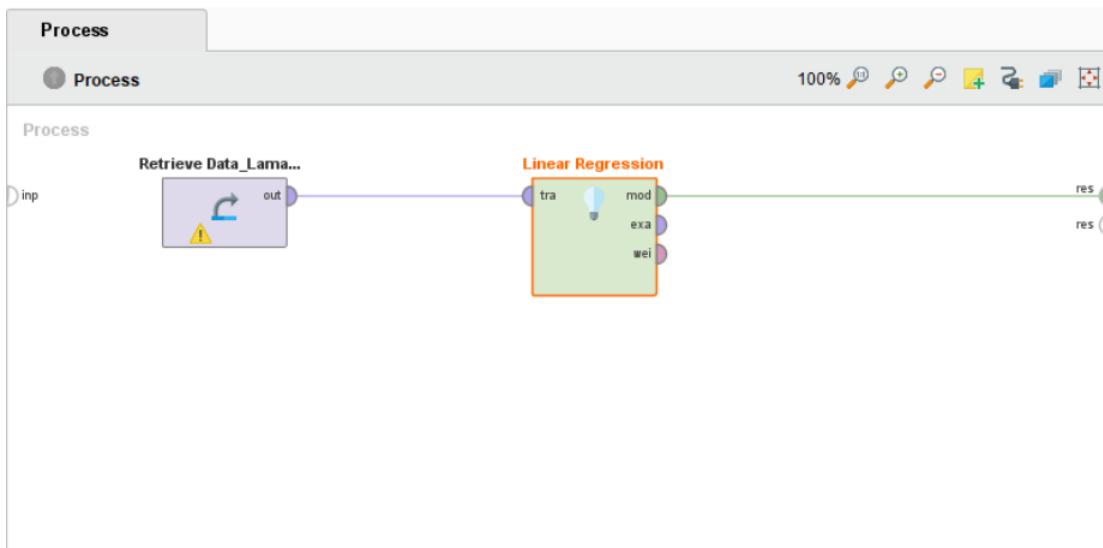 Process
Process
100%
Process
Retrieve Data_Lama...
Linear Regression
inp
out
tra
mod
res
exa
res
wei